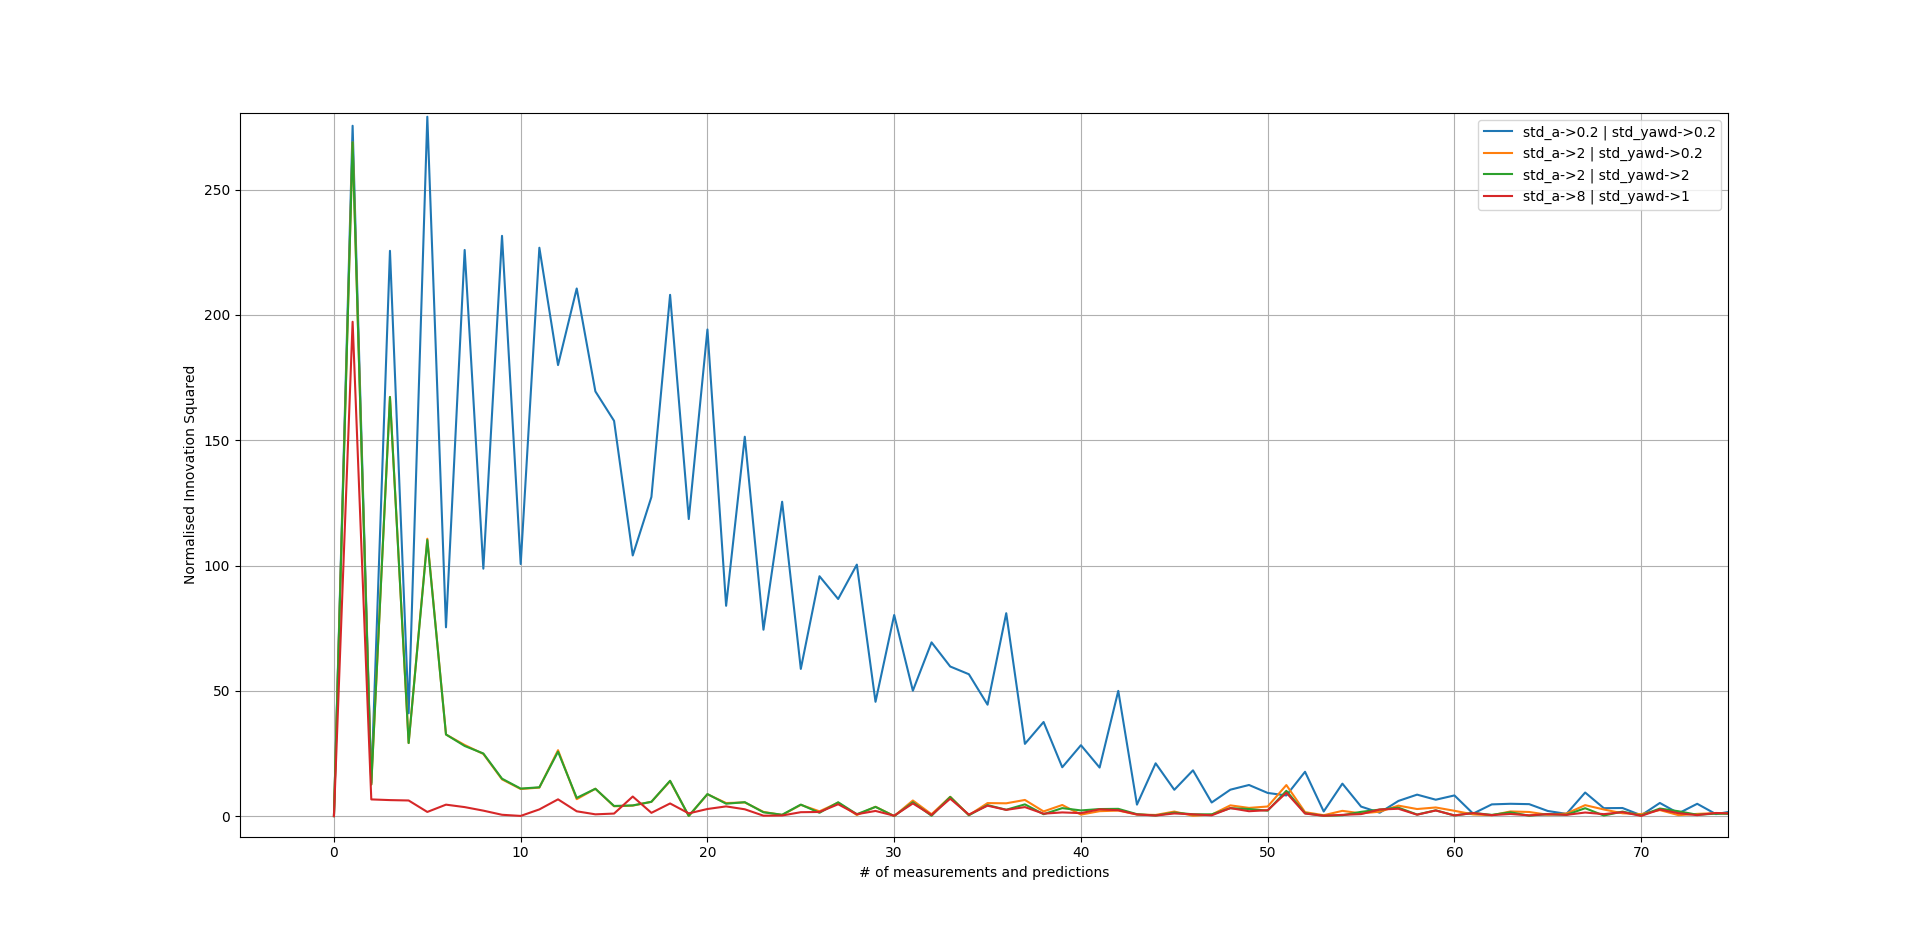 std_a->0.2 | std_yawd->0.2
std_a->2 | std_yawd->0.2
std_a->2 | std_yawd->2
std_a->8 | std_yawd->1
Normalised Innovation Squared
250
200
150
100
50
0
0 10 20 30 40 50 60 70
# of measurements and predictions